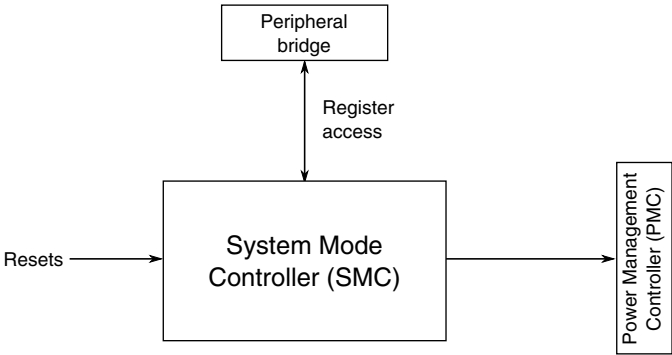 Peripheral
bridge
Register
access
System Mode
Controller (SMC)
Resets
Power Management
Controller (PMC)